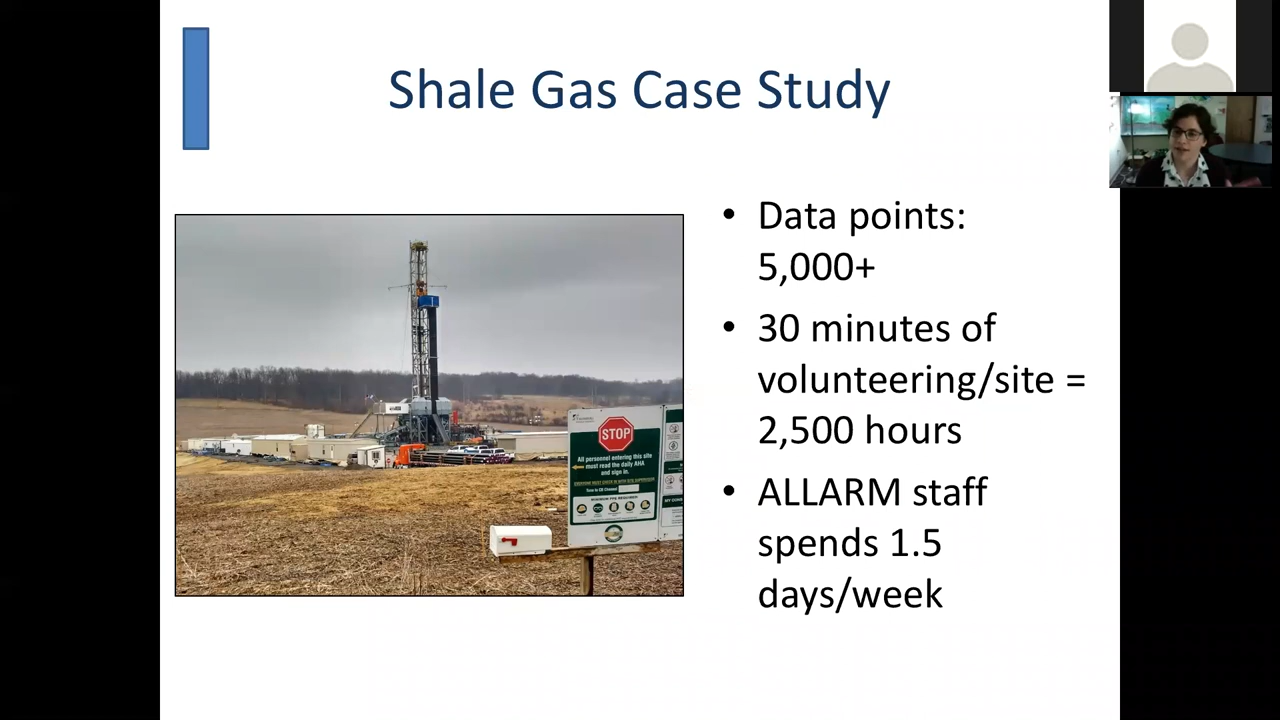 Shale Gas Case Study
• Data points:
5,000+
• 30 minutes of
volunteering/site =
2,500 hours
• ALLARM staff
spends 1.5
days/week
STOP
All personnel entering this site
must read the daily AHA
and sign in.